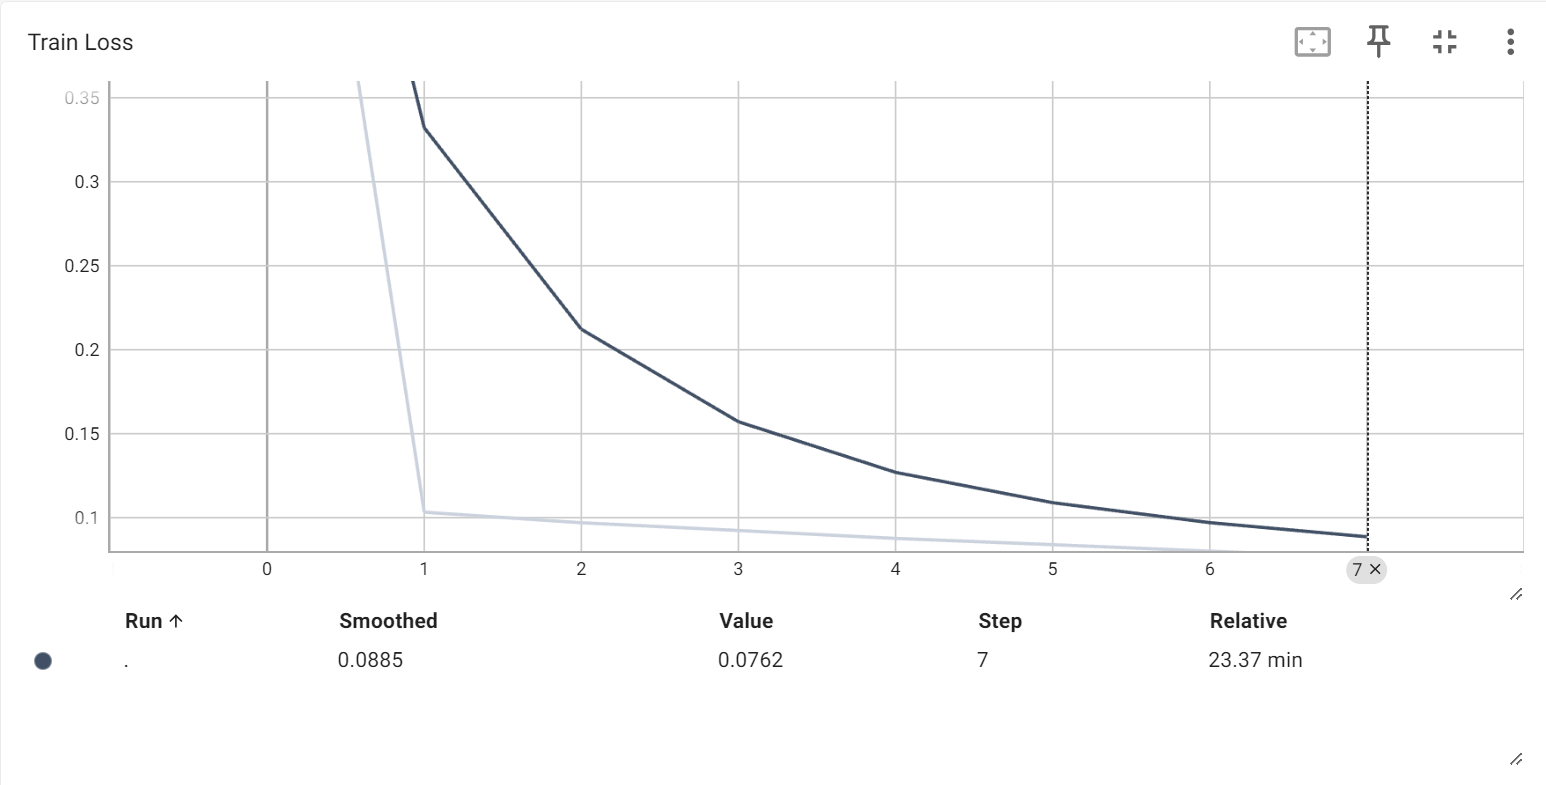 Train Loss
0.35
0.3
0.25
0.2
0.15
0.1
0 1 2 3 4 5 6 7 ×
Run ↑ Smoothed Value Step Relative
. 0.0885 0.0762 7 23.37 min